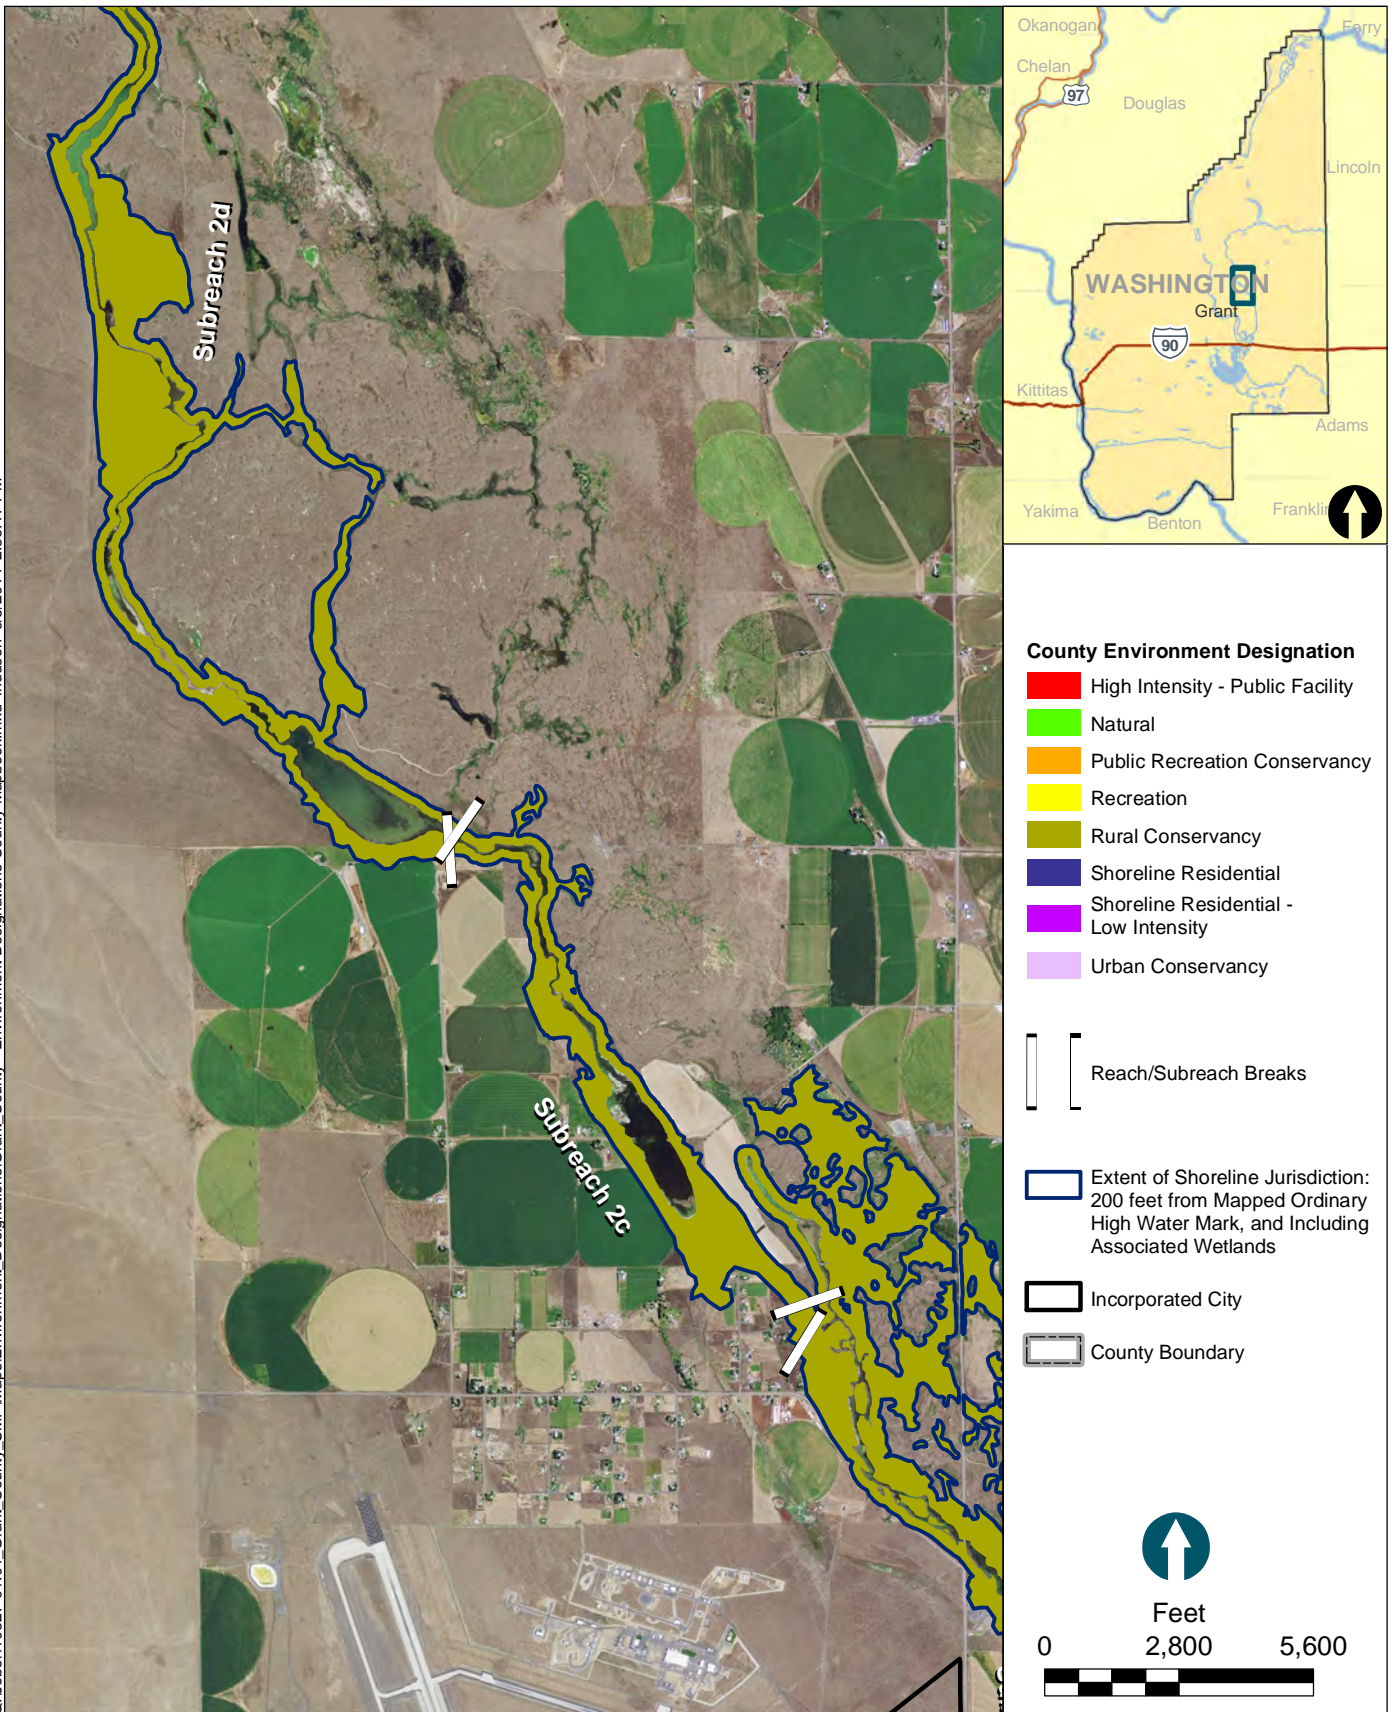 Subreach 2d
Subreach 2c
Okanogan
Ferry
Chelan
97
Douglas
Lincoln
WASHINGTON
Grant
90
Kittitas
Adams
Yakima
Benton
County Environment Designation
High Intensity - Public Facility
Natural
Public Recreation Conservancy
Recreation
Rural Conservancy
Shoreline Residential
Shoreline Residential -
Low Intensity
Urban Conservancy
Reach/Subreach Breaks
Extent of Shoreline Jurisdiction:
200 feet from Mapped Ordinary
High Water Mark, and Including
Associated Wetlands
Incorporated City
County Boundary
Feet
0 2,800 5,600